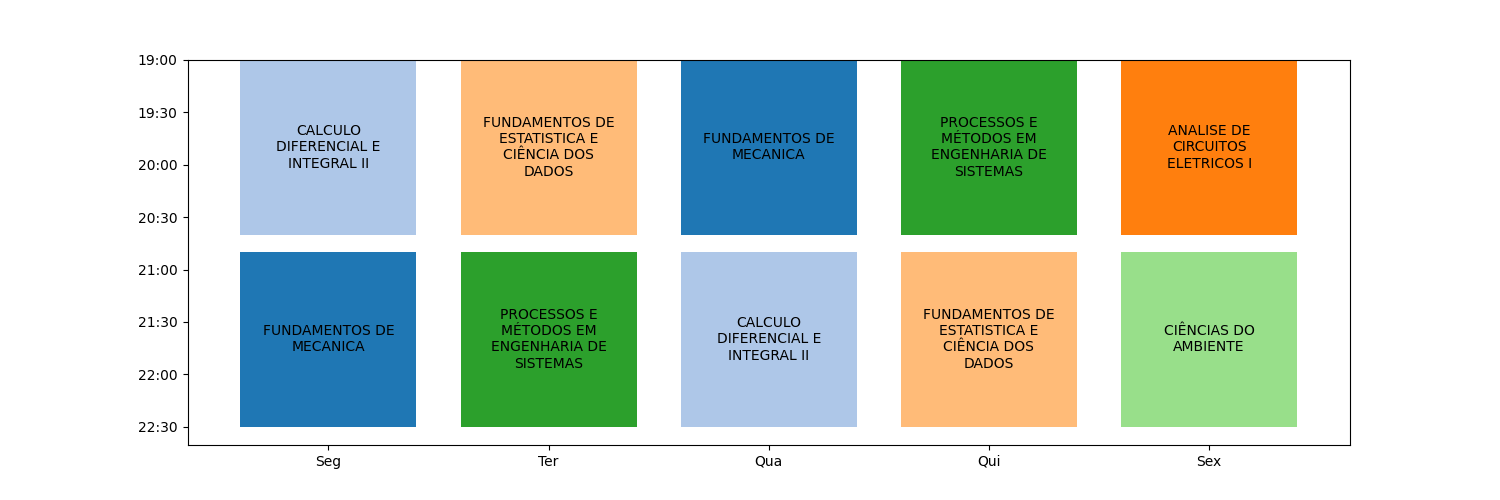 19:00
19:30
20:00
20:30
21:00
21:30
22:00
22:30
CALCULO
DIFERENCIAL E
INTEGRAL II
FUNDAMENTOS DE
ESTATISTICA E
CIÊNCIA DOS
DADOS
FUNDAMENTOS DE
MECANICA
PROCESSOS E
MÉTODOS EM
ENGENHARIA DE
SISTEMAS
ANALISE DE
CIRCUITOS
ELETRICOS I
FUNDAMENTOS DE
MECANICA
PROCESSOS E
MÉTODOS EM
ENGENHARIA DE
SISTEMAS
CALCULO
DIFERENCIAL E
INTEGRAL II
FUNDAMENTOS DE
ESTATISTICA E
CIÊNCIA DOS
DADOS
CIÊNCIAS DO
AMBIENTE
Seg
Ter
Qua
Qui
Sex